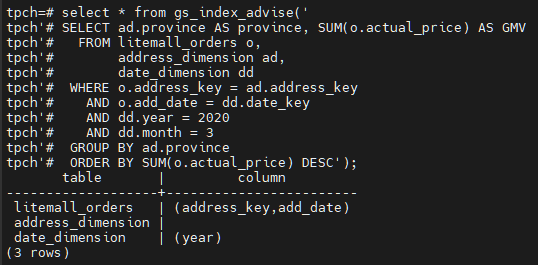 tpch=# select * from gs_index_advise('
tpch'# SELECT ad.province AS province, SUM(o.actual_price) AS GMV
tpch'#   FROM litemall_orders o,
tpch'#        address_dimension ad,
tpch'#        date_dimension dd
tpch'#  WHERE o.address_key = ad.address_key
tpch'#    AND o.add_date = dd.date_key
tpch'#    AND dd.year = 2020
tpch'#    AND dd.month = 3
tpch'#  GROUP BY ad.province
tpch'#  ORDER BY SUM(o.actual_price) DESC');
       table       |         column
-------------------+------------------------
 litemall_orders   | (address_key,add_date)
 address_dimension |
 date_dimension    | (year)
(3 rows)